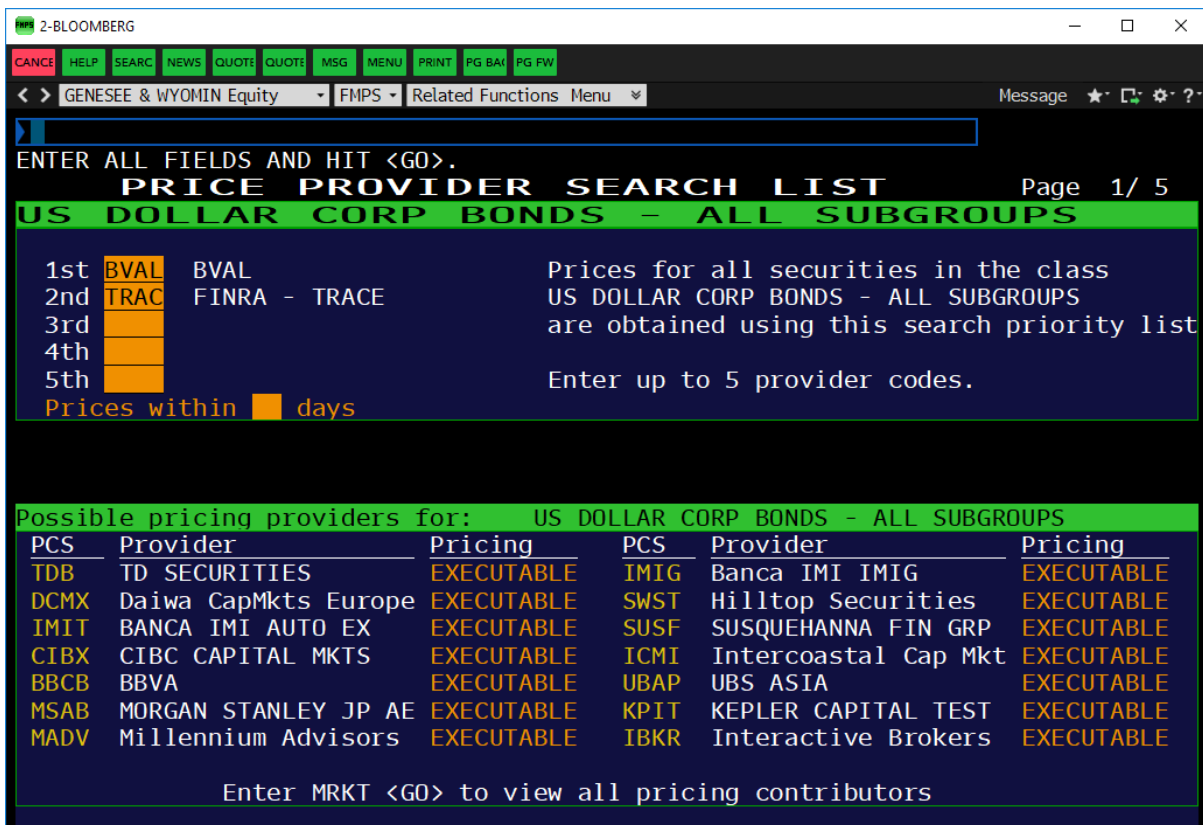 FMPS 2-BLOOMBERG
CANCE HELP SEARC NEWS QUOTE QUOTE MSG MENU PRINT PG BA PG FW
< > GENESEE & WYOMIN Equity FMPS Related Functions Menu Message ?
ENTER ALL FIELDS AND HIT <GO>.
PRICE PROVIDER SEARCH LIST Page 1/ 5
US DOLLAR CORP BONDS - ALL SUBGROUPS
1st BVAL BVAL Prices for all securities in the class
2nd TRAC FINRA - TRACE US DOLLAR CORP BONDS - ALL SUBGROUPS
3rd are obtained using this search priority list
4th
5th Enter up to 5 provider codes.
Prices within days
Possible pricing providers for: US DOLLAR CORP BONDS - ALL SUBGROUPS
PCS Provider Pricing PCS Provider Pricing
TDB TD SECURITIES EXECUTABLE IMIG Banca IMI IMIG EXECUTABLE
DCMX Daiwa CapMkts Europe EXECUTABLE SWST Hilltop Securities EXECUTABLE
IMIT BANCA IMI AUTO EX EXECUTABLE SUSF SUSQUEHANNA FIN GRP EXECUTABLE
CIBX CIBC CAPITAL MKTS EXECUTABLE ICMI Intercoastal Cap Mkt EXECUTABLE
BBCB BBVA EXECUTABLE UBAP UBS ASIA EXECUTABLE
MSAB MORGAN STANLEY JP AE EXECUTABLE KPIT KEPLER CAPITAL TEST EXECUTABLE
MADV Millennium Advisors EXECUTABLE IBKR Interactive Brokers EXECUTABLE
Enter MRKT <GO> to view all pricing contributors